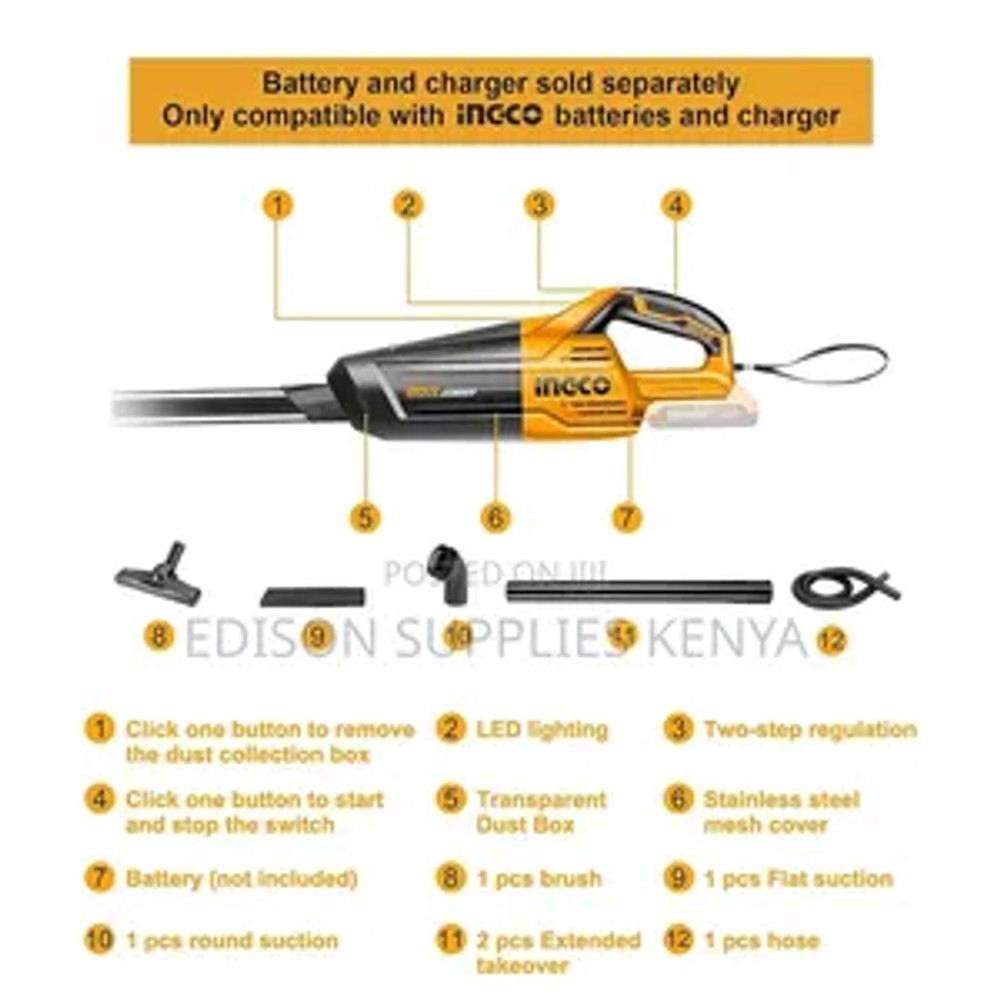 Battery and charger sold separately
Only compatible with INGCO batteries and charger
1 2 3 4
INGCO
5 6 7
POSTED ON JIJI
8 9 10 11 12
EDISON SUPPLIES KENYA
1 Click one button to remove
the dust collection box
2 LED lighting
3 Two-step regulation
4 Click one button to start
and stop the switch
5 Transparent
Dust Box
6 Stainless steel
mesh cover
7 Battery (not included)
8 1 pcs brush
9 1 pcs Flat suction
10 1 pcs round suction
11 2 pcs Extended
takeover
12 1 pcs hose